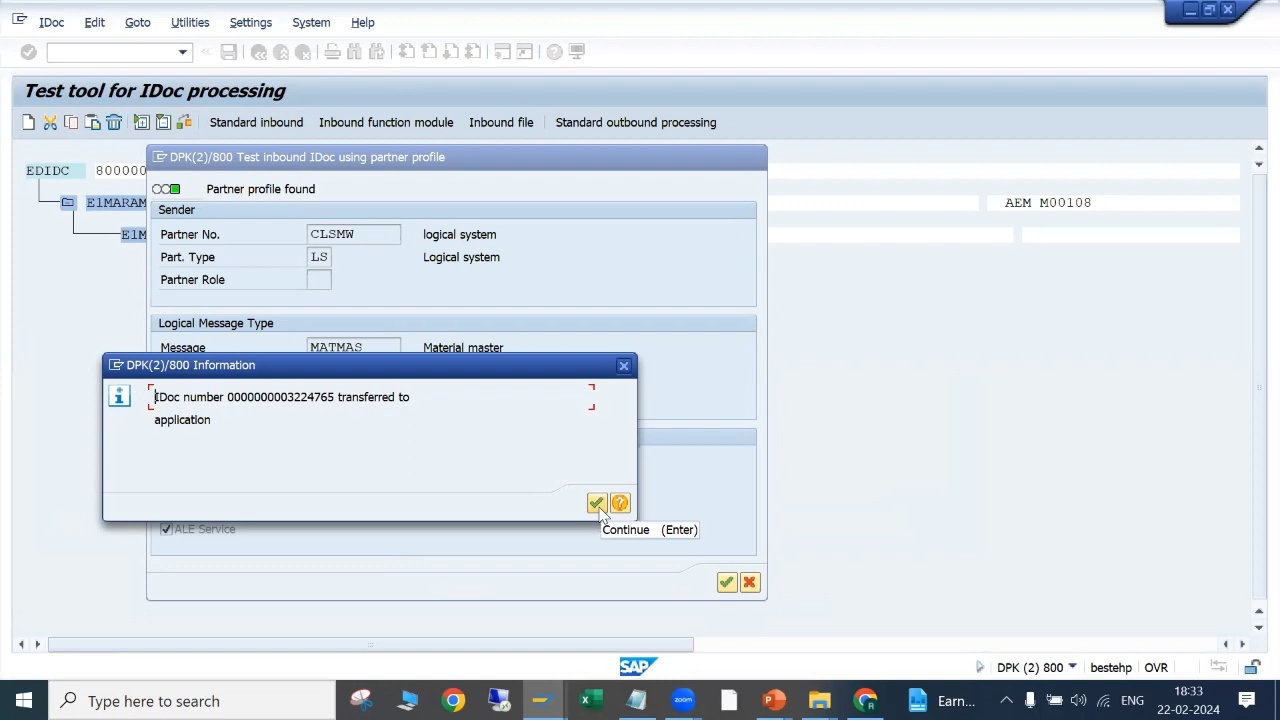 IDoc Edit Goto Utilities Settings System Help
Test tool for IDoc processing
Standard inbound Inbound function module Inbound file Standard outbound processing
EDIDC 800000
DPK(2)/800 Test inbound IDoc using partner profile
Partner profile found
E1MARAM AEM M00108
Sender
Partner No. CLSMW logical system
E1M
Part. Type LS Logical system
Partner Role
Logical Message Type
Message MATMAS Material master
DPK(2)/800 Information
IDoc number 0000000003224765 transferred to
application
Continue (Enter)
ALE Service
SAP
DPK (2) 800 bestehp OVR
Type here to search
zoom
Earn...
ENG
18:33
22-02-2024